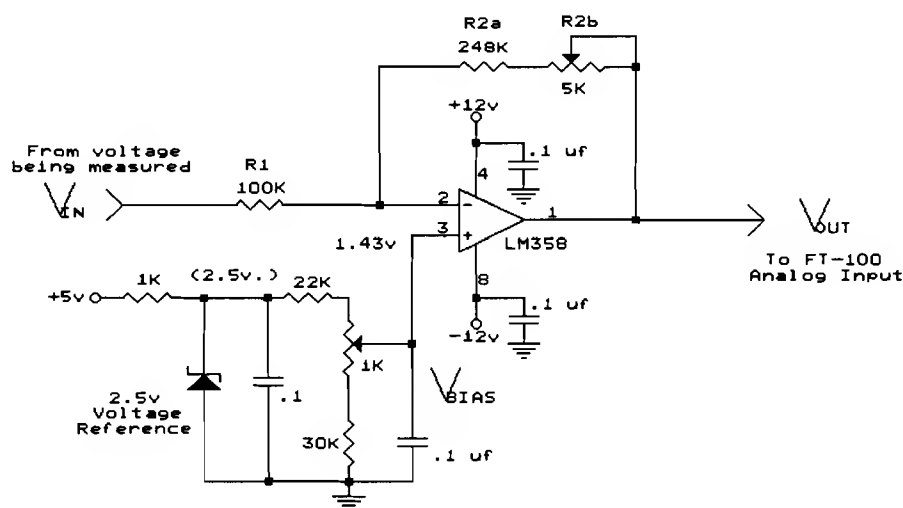 R2a
R2b
248K
5K
+12v
From voltage
being measured
R1
.1 uf
4
100K
VIN
2
-
1
VOUT
3
+
1.43v
LM358
To FT-100
Analog Input
(2.5v.)
1K
22K
8
+5v
.1 uf
-12v
1K
VBIAS
2.5v
Voltage
Reference
.1
30K
.1 uf